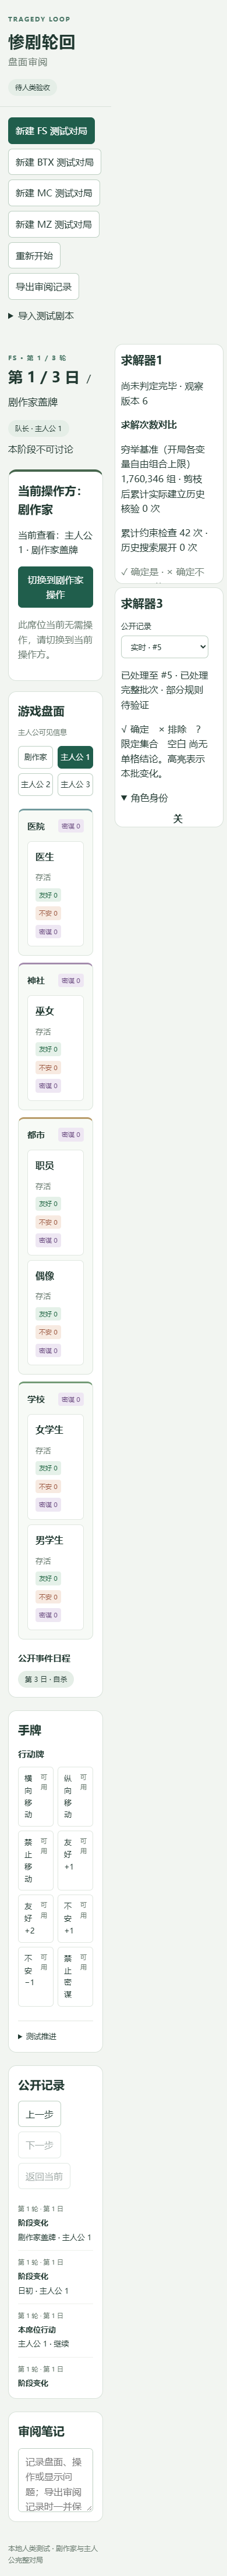 TRAGEDY LOOP
惨剧轮回
盘面审阅
待人类验收
新建 FS 测试对局
新建 BTX 测试对局
新建 MC 测试对局
新建 MZ 测试对局
重新开始
导出审阅记录
▶ 导入测试剧本
FS • 第 1 / 3 轮
第 1 / 3 日 /
剧作家盖牌
队长 · 主人公 1
本阶段不可讨论
当前操作方：
剧作家
当前查看：主人公
1 · 剧作家盖牌
切换到剧作家
操作
此席位当前无需操
作，请切换到当前
操作方。
游戏盘面
主人公可见信息
剧作家
主人公 1
主人公 2
主人公 3
医院
密谋 0
医生
存活
友好 0
不安 0
密谋 0
神社
密谋 0
巫女
存活
友好 0
不安 0
密谋 0
都市
密谋 0
职员
存活
友好 0
不安 0
密谋 0
偶像
存活
友好 0
不安 0
密谋 0
学校
密谋 0
女学生
存活
友好 0
不安 0
密谋 0
男学生
存活
友好 0
不安 0
密谋 0
公开事件日程
第 3 日 · 自杀
手牌
行动牌
横向移动
可用
纵向移动
可用
禁止移动
可用
友好+1
可用
友好+2
可用
不安+1
可用
不安−1
可用
禁止密谋
可用
▶ 测试推进
公开记录
上一步
下一步
返回当前
第 1 轮 · 第 1 日
阶段变化
剧作家盖牌 · 主人公 1
第 1 轮 · 第 1 日
阶段变化
日初 · 主人公 1
第 1 轮 · 第 1 日
本席位行动
主人公 1 · 继续
第 1 轮 · 第 1 日
阶段变化
审阅笔记
记录盘面、操
作或显示问
题；导出审阅
记录时一并保
本地人类测试 · 剧作家与主人
公完整对局
求解器1
尚未判定完毕 · 观察
版本 6
求解次数对比
穷举基准（开局各变
量自由组合上限）
1,760,346 组 · 剪枝
后累计实际建立历史
核验 0 次
累计约束检查 42 次 ·
历史搜索展开 0 次
✓ 确定是 · × 确定不
求解器3
公开记录
实时 · #5
已处理至 #5 · 已处理
完整批次 · 部分规则
待验证
√ 确定 × 排除 ？
限定集合 空白 尚无
单格结论。高亮表示
本批变化。
▼ 角色身份
关